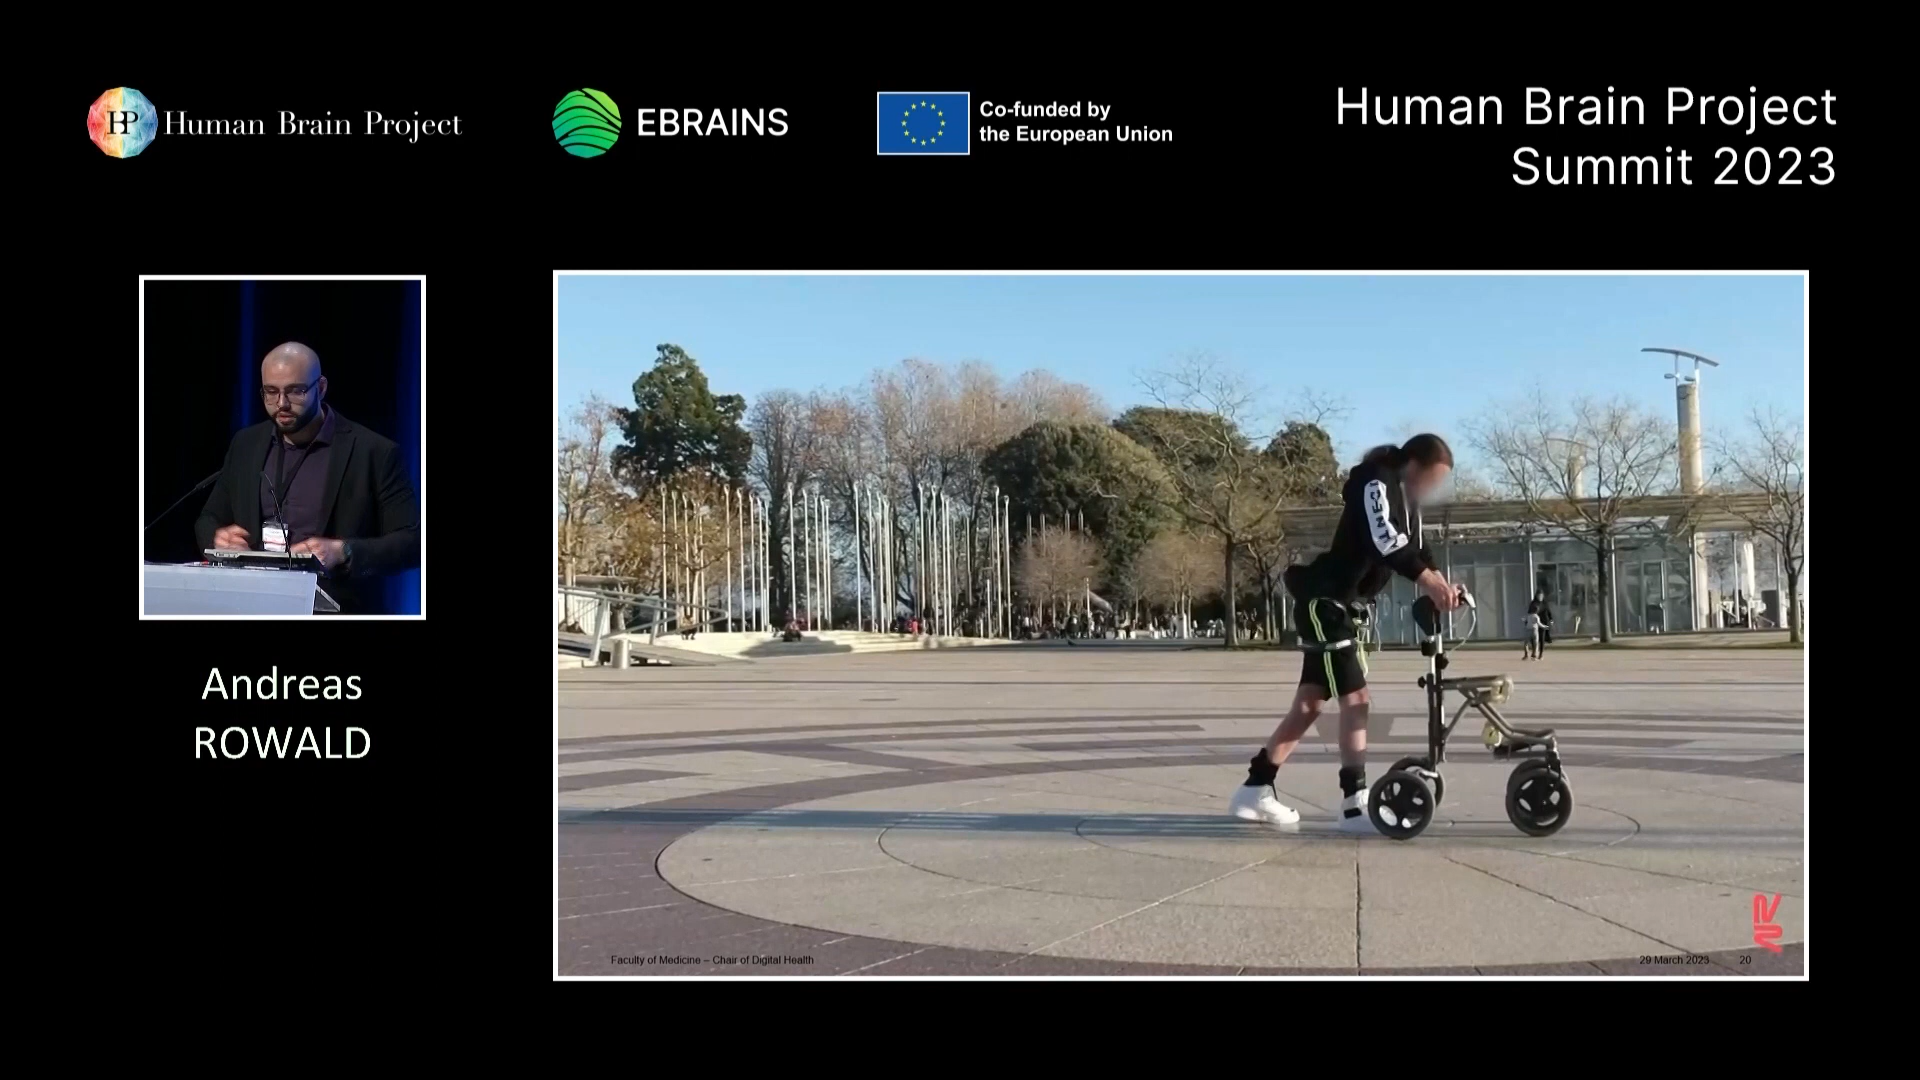 HP Human Brain Project
EBRAINS
Co-funded by
the European Union
Human Brain Project
Summit 2023
Andreas
ROWALD
Faculty of Medicine – Chair of Digital Health
29 March 2023
20